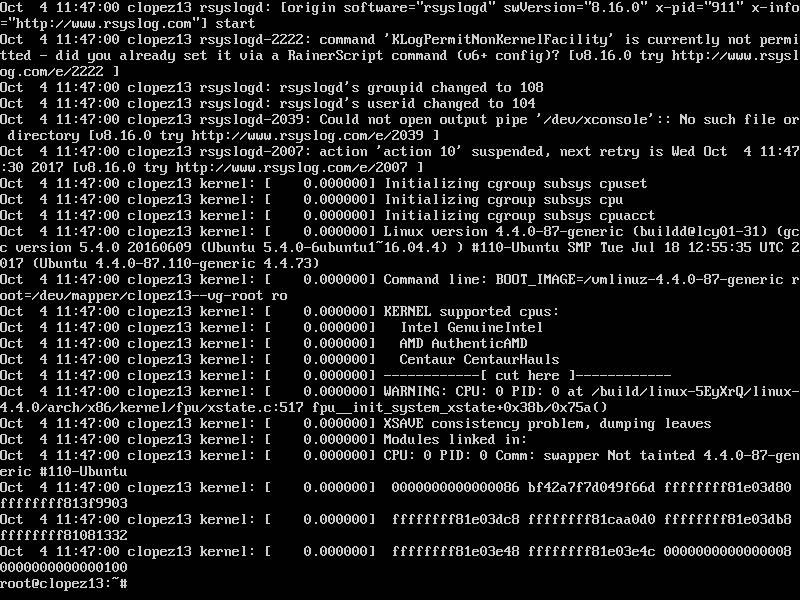 Oct  4 11:47:00 clopez13 rsyslogd: [origin software="rsyslogd" swVersion="8.16.0" x-pid="911" x-info
="http://www.rsyslog.com"] start
Oct  4 11:47:00 clopez13 rsyslogd-2222: command 'KLogPermitNonKernelFacility' is currently not permi
tted - did you already set it via a RainerScript command (v6+ config)? [v8.16.0 try http://www.rsysl
og.com/e/2222 ]
Oct  4 11:47:00 clopez13 rsyslogd: rsyslogd's groupid changed to 108
Oct  4 11:47:00 clopez13 rsyslogd: rsyslogd's userid changed to 104
Oct  4 11:47:00 clopez13 rsyslogd-2039: Could not open output pipe '/dev/xconsole':: No such file or
 directory [v8.16.0 try http://www.rsyslog.com/e/2039 ]
Oct  4 11:47:00 clopez13 rsyslogd-2007: action 'action 10' suspended, next retry is Wed Oct  4 11:47
:30 2017 [v8.16.0 try http://www.rsyslog.com/e/2007 ]
Oct  4 11:47:00 clopez13 kernel: [    0.000000] Initializing cgroup subsys cpuset
Oct  4 11:47:00 clopez13 kernel: [    0.000000] Initializing cgroup subsys cpu
Oct  4 11:47:00 clopez13 kernel: [    0.000000] Initializing cgroup subsys cpuacct
Oct  4 11:47:00 clopez13 kernel: [    0.000000] Linux version 4.4.0-87-generic (buildd@lcy01-31) (gc
c version 5.4.0 20160609 (Ubuntu 5.4.0-6ubuntu1~16.04.4) ) #110-Ubuntu SMP Tue Jul 18 12:55:35 UTC 2
017 (Ubuntu 4.4.0-87.110-generic 4.4.73)
Oct  4 11:47:00 clopez13 kernel: [    0.000000] Command line: BOOT_IMAGE=/vmlinuz-4.4.0-87-generic r
oot=/dev/mapper/clopez13--vg-root ro
Oct  4 11:47:00 clopez13 kernel: [    0.000000] KERNEL supported cpus:
Oct  4 11:47:00 clopez13 kernel: [    0.000000]   Intel GenuineIntel
Oct  4 11:47:00 clopez13 kernel: [    0.000000]   AMD AuthenticAMD
Oct  4 11:47:00 clopez13 kernel: [    0.000000]   Centaur CentaurHauls
Oct  4 11:47:00 clopez13 kernel: [    0.000000] ------------[ cut here ]------------
Oct  4 11:47:00 clopez13 kernel: [    0.000000] WARNING: CPU: 0 PID: 0 at /build/linux-5EyXrQ/linux-
4.4.0/arch/x86/kernel/fpu/xstate.c:517 fpu__init_system_xstate+0x38b/0x75a()
Oct  4 11:47:00 clopez13 kernel: [    0.000000] XSAVE consistency problem, dumping leaves
Oct  4 11:47:00 clopez13 kernel: [    0.000000] Modules linked in:
Oct  4 11:47:00 clopez13 kernel: [    0.000000] CPU: 0 PID: 0 Comm: swapper Not tainted 4.4.0-87-gen
eric #110-Ubuntu
Oct  4 11:47:00 clopez13 kernel: [    0.000000]  0000000000000086 bf42a7f7d049f66d ffffffff81e03d80
ffffffff813f9903
Oct  4 11:47:00 clopez13 kernel: [    0.000000]  ffffffff81e03dc8 ffffffff81caa0d0 ffffffff81e03db8
ffffffff81081332
Oct  4 11:47:00 clopez13 kernel: [    0.000000]  ffffffff81e03e48 ffffffff81e03e4c 0000000000000008
0000000000000100
root@clopez13:~#